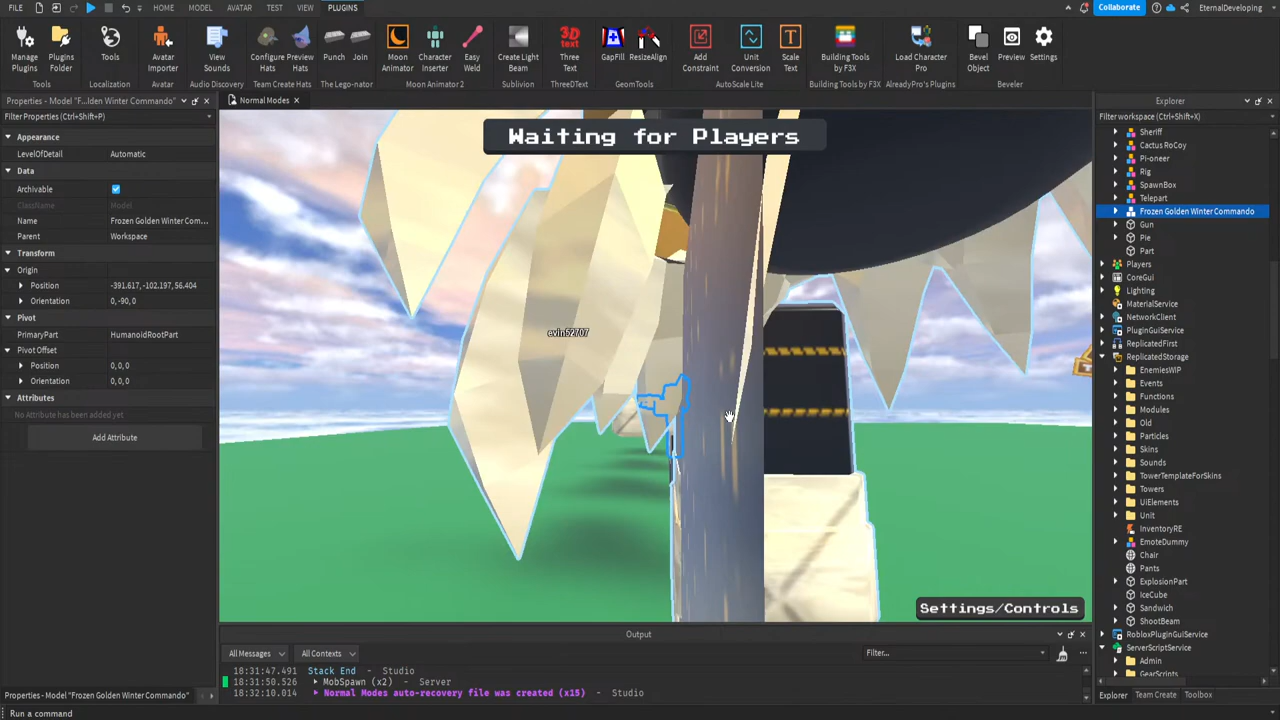 FILE HOME MODEL AVATAR TEST VIEW PLUGINS Collaborate EternalDeveloping
Manage Plugins Plugins Folder Tools Avatar Importer View Sounds Configure Hats Preview Hats Punch Join Moon Animator Character Inserter Easy Weld Create Light Beam 3D TEXT Three Text GapFill ResizeAlign Add Constraint Unit Conversion Scale Text Building Tools by F3X Load Character Pro Bevel Object Preview Settings
Tools Localization Avatar Audio Discovery Team Create Hats The Lego-nator Moon Animator 2 Sublivion ThreeDText GeomTools AutoScale Lite Building Tools by F3X AlreadyPro's Plugins Beveler
Properties - Model "F...lden Winter Commando"
Filter Properties (Ctrl+Shift+P)
Appearance
LevelOfDetail Automatic
Data
Archivable
ClassName Model
Name Frozen Golden Winter Com...
Parent Workspace
Transform
Origin
Position -391.617, -102.197, 56.404
Orientation 0, -90, 0
Pivot
PrimaryPart HumanoidRootPart
Pivot Offset
Position 0,0,0
Orientation 0,0,0
Attributes
No Attribute has been added yet
Add Attribute
Properties - Model "Frozen Golden Winter Commando"
Run a command
Normal Modes
Waiting for Players
evin52707
Settings/Controls
Output
All Messages All Contexts Filter...
18:31:47.491 Stack End - Studio
18:31:50.526 MobSpawn (x2) - Server
18:32:10.014 Normal Modes auto-recovery file was created (x15) - Studio
Explorer
Filter workspace (Ctrl+Shift+X)
Sheriff
Cactus RoCoy
PI-oneer
Rig
SpawnBox
Telepart
Frozen Golden Winter Commando
Gun
Pie
Part
Players
CoreGui
Lighting
MaterialService
NetworkClient
PluginGuiService
ReplicatedFirst
ReplicatedStorage
EnemiesWIP
Events
Functions
Modules
Old
Particles
Skins
Sounds
TowerTemplateForSkins
Towers
UiElements
Unit
InventoryRE
EmoteDummy
Chair
Pants
ExplosionPart
IceCube
Sandwich
ShootBeam
RobloxPluginGuiService
ServerScriptService
Admin
GearScripts
Explorer Team Create Toolbox